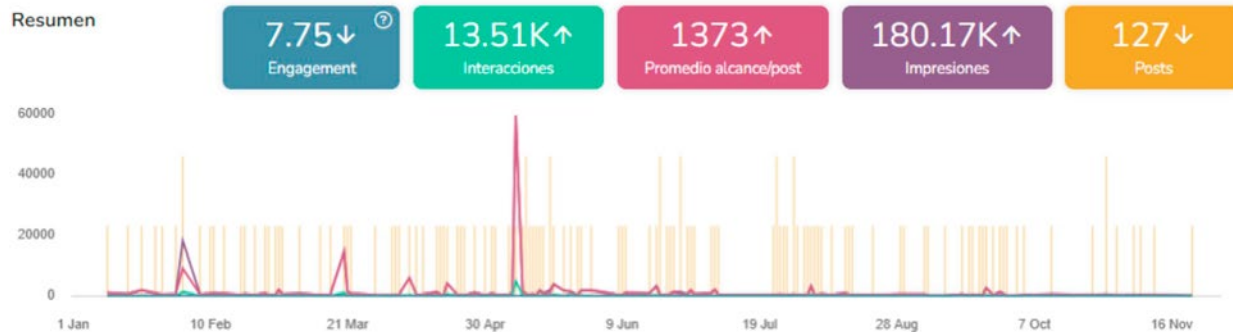 Resumen
7.75↓ ?
Engagement
13.51K↑
Interacciones
1373↑
Promedio alcance/post
180.17K↑
Impresiones
127↓
Posts
60000
40000
20000
0
1 Jan 10 Feb 21 Mar 30 Apr 9 Jun 19 Jul 28 Aug 7 Oct 16 Nov